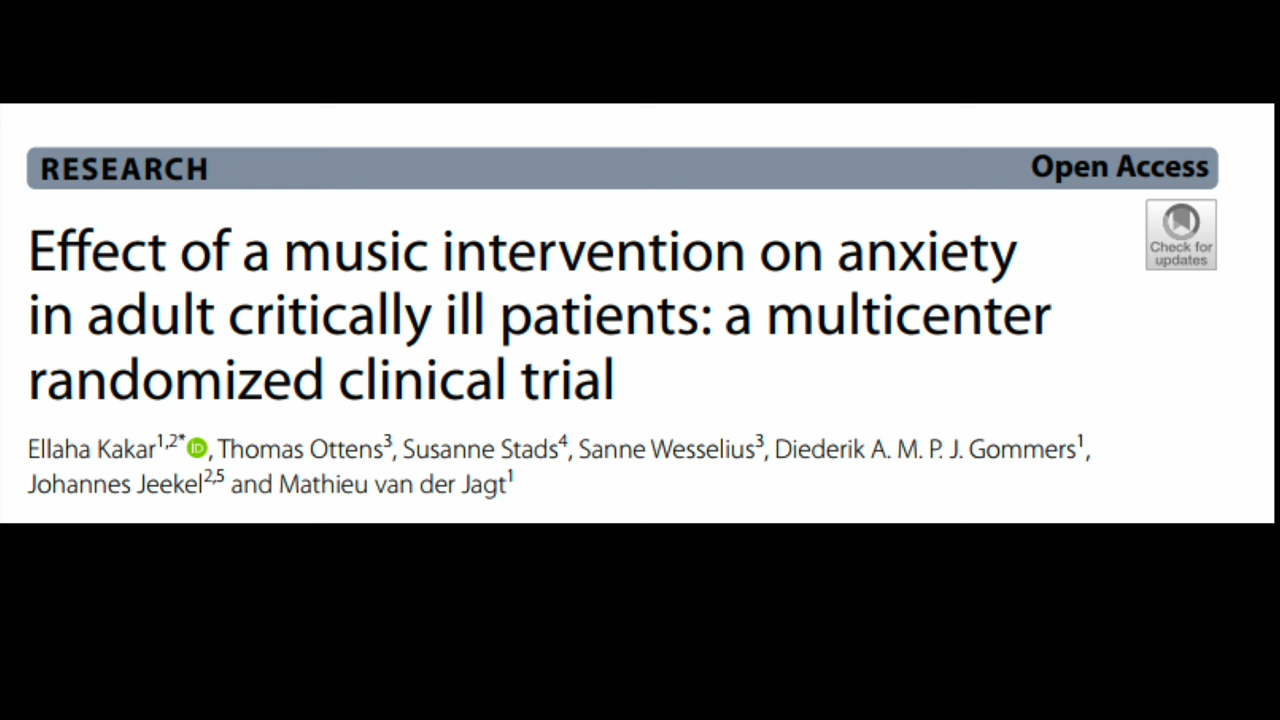 RESEARCH Open Access
Check for
updates
Effect of a music intervention on anxiety
in adult critically ill patients: a multicenter
randomized clinical trial
Ellaha Kakar1,2* iD, Thomas Ottens3, Susanne Stads4, Sanne Wesselius3, Diederik A. M. P. J. Gommers1,
Johannes Jeekel2,5 and Mathieu van der Jagt1